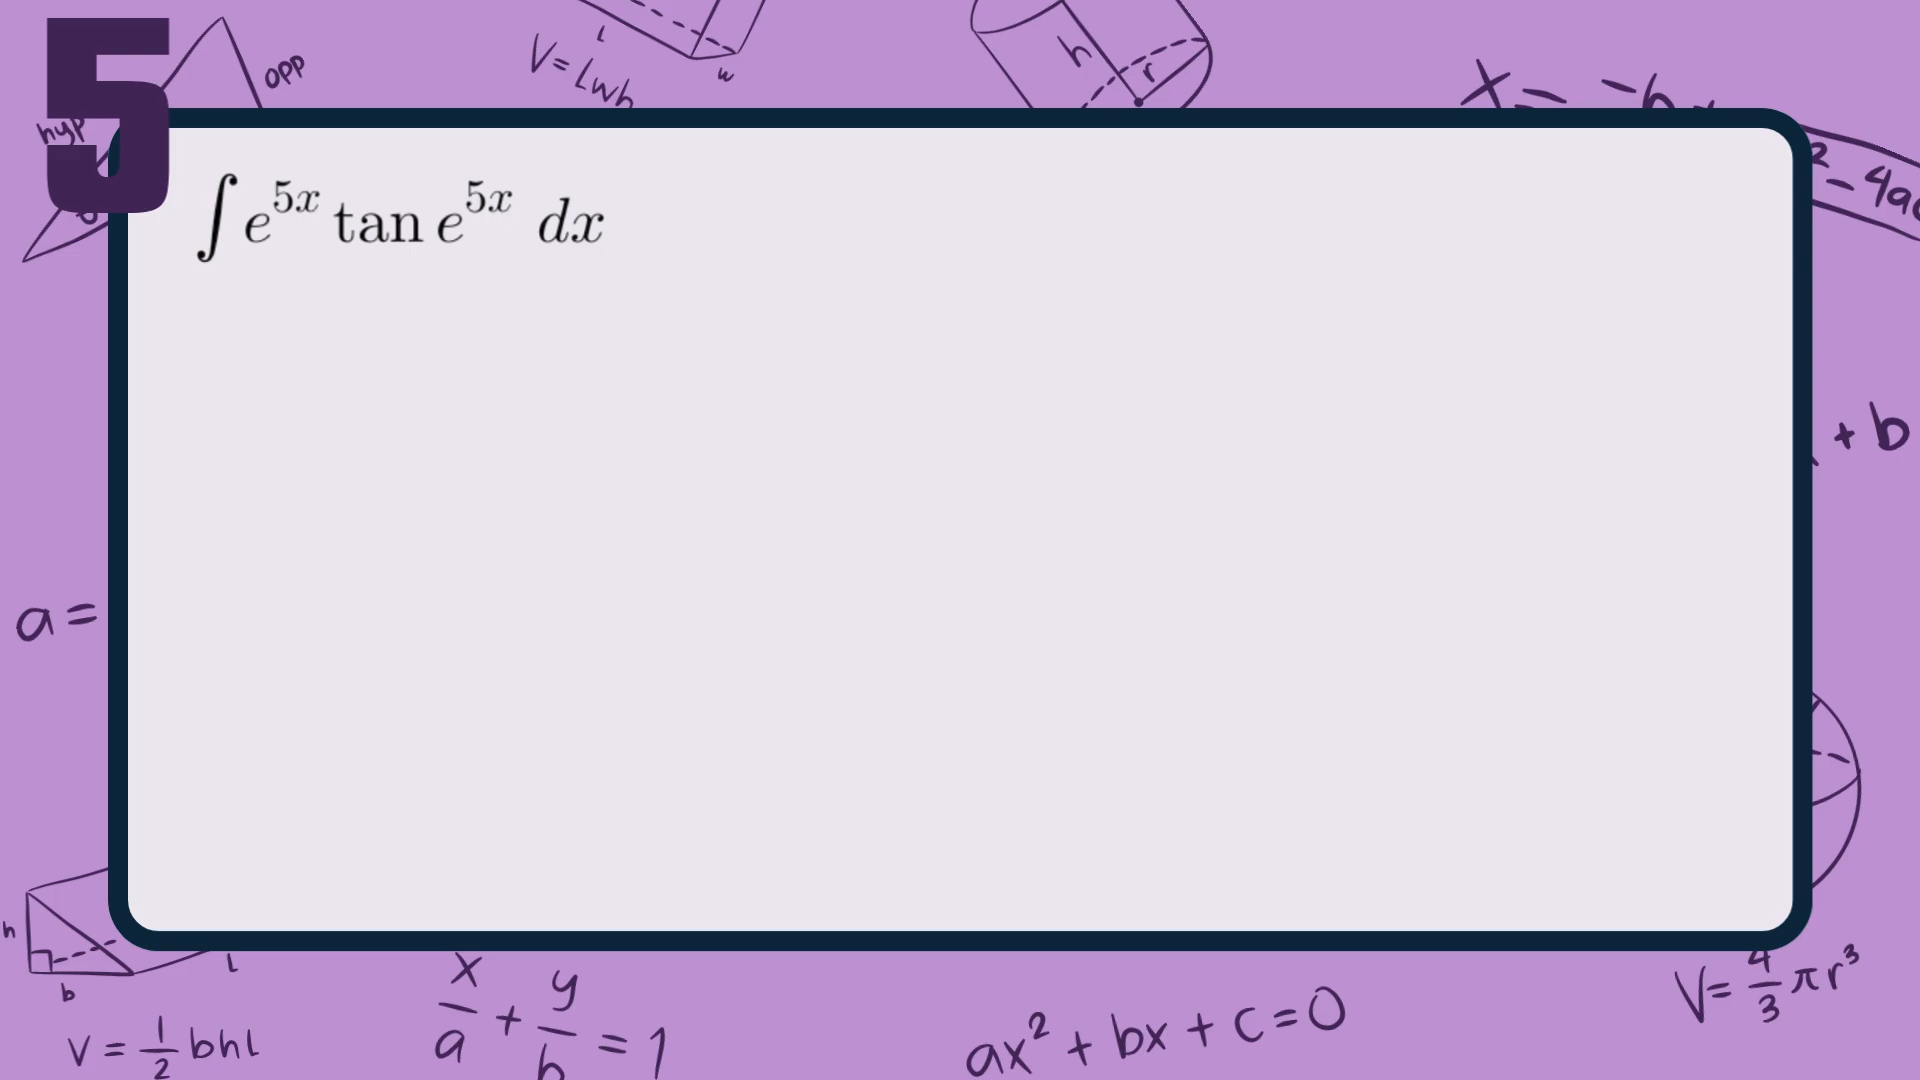 5
opp
hyp
V = Lwh
L
w
h
r
x = -b +
2 - 4ac
∫ e^{5x} tan e^{5x} dx
+ b
a =
h
b
L
V = 1/2 bhl
x/a + y/b = 1
ax² + bx + c = 0
V = 4/3 πr³